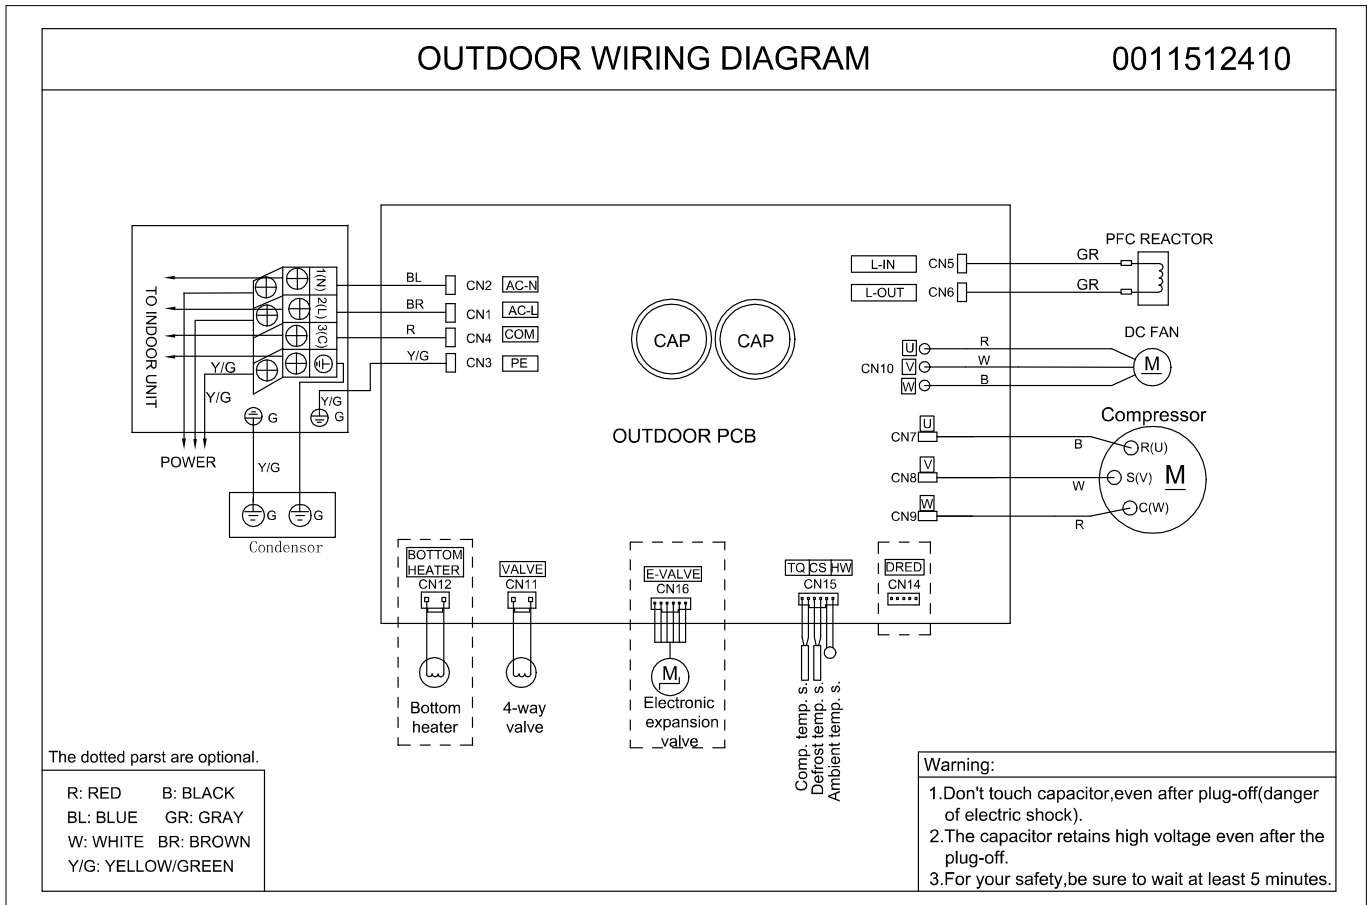 OUTDOOR WIRING DIAGRAM
0011512410
TO INDOOR UNIT
1(N)
2(L)
3(C)
Y/G
Y/G
G
Y/G
G
POWER
Y/G
G
G
Condensor
BL
CN2 AC-N
BR
CN1 AC-L
R
CN4 COM
Y/G
CN3 PE
CAP
CAP
OUTDOOR PCB
L-IN CN5
L-OUT CN6
GR
GR
PFC REACTOR
DC FAN
CN10
U
V
W
R
W
B
M
Compressor
U
CN7
B
R(U)
V
CN8
W
S(V)
M
W
CN9
R
C(W)
BOTTOM
HEATER
CN12
Bottom
heater
VALVE
CN11
4-way
valve
E-VALVE
CN16
M
Electronic
expansion
valve
TQ CS HW
CN15
Comp. temp. s.
Defrost temp. s.
Ambient temp. s.
DRED
CN14
The dotted parst are optional.
R: RED B: BLACK
BL: BLUE GR: GRAY
W: WHITE BR: BROWN
Y/G: YELLOW/GREEN
Warning:
1.Don't touch capacitor,even after plug-off(danger
of electric shock).
2.The capacitor retains high voltage even after the
plug-off.
3.For your safety,be sure to wait at least 5 minutes.